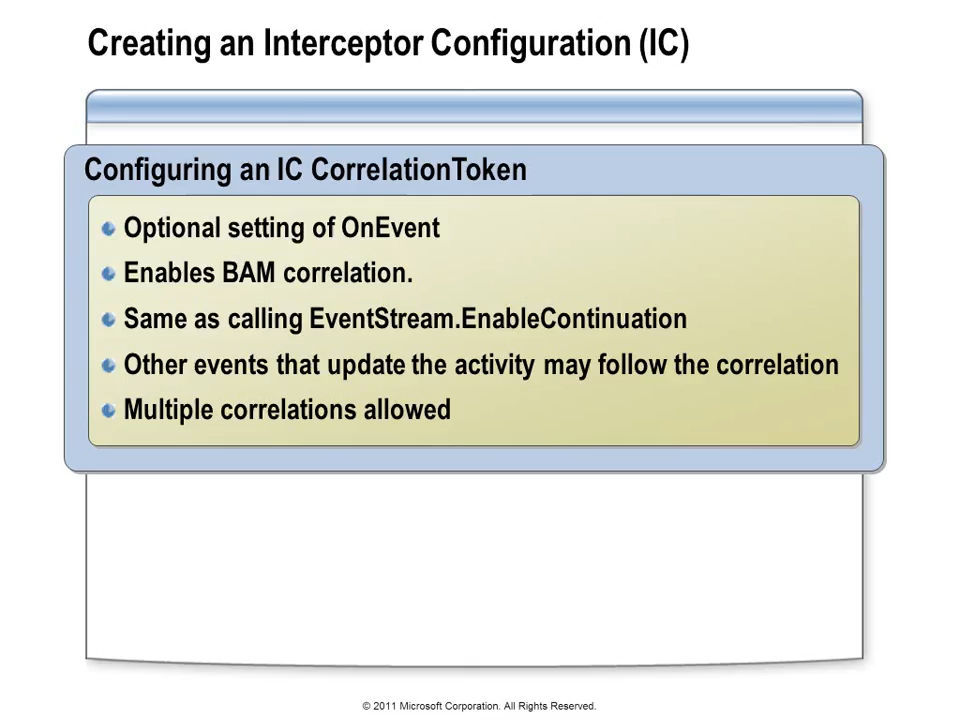 Creating an Interceptor Configuration (IC)
Configuring an IC CorrelationToken
Optional setting of OnEvent
Enables BAM correlation.
Same as calling EventStream.EnableContinuation
Other events that update the activity may follow the correlation
Multiple correlations allowed
© 2011 Microsoft Corporation. All Rights Reserved.